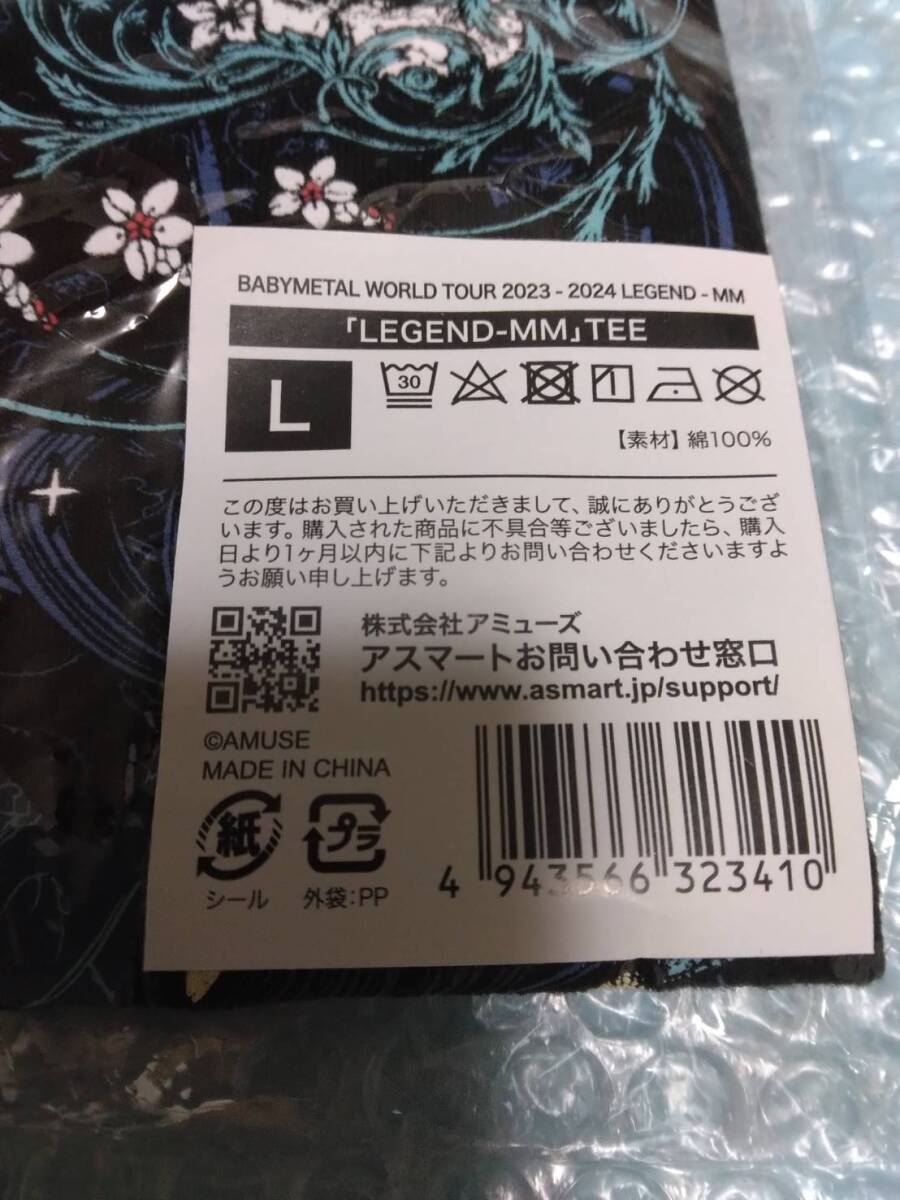 BABYMETAL WORLD TOUR 2023 - 2024 LEGEND - MM
「LEGEND-MM」TEE
L
30
【素材】綿100%
この度はお買い上げいただきまして、誠にありがとうござ
います。購入された商品に不具合等ございましたら、購入
日より1ヶ月以内に下記よりお問い合わせくださいますよ
うお願い申し上げます。
株式会社アミューズ
アスマートお問い合わせ窓口
https://www.asmart.jp/support/
©AMUSE
MADE IN CHINA
紙
プラ
シール
外袋:PP
4 943566 323410